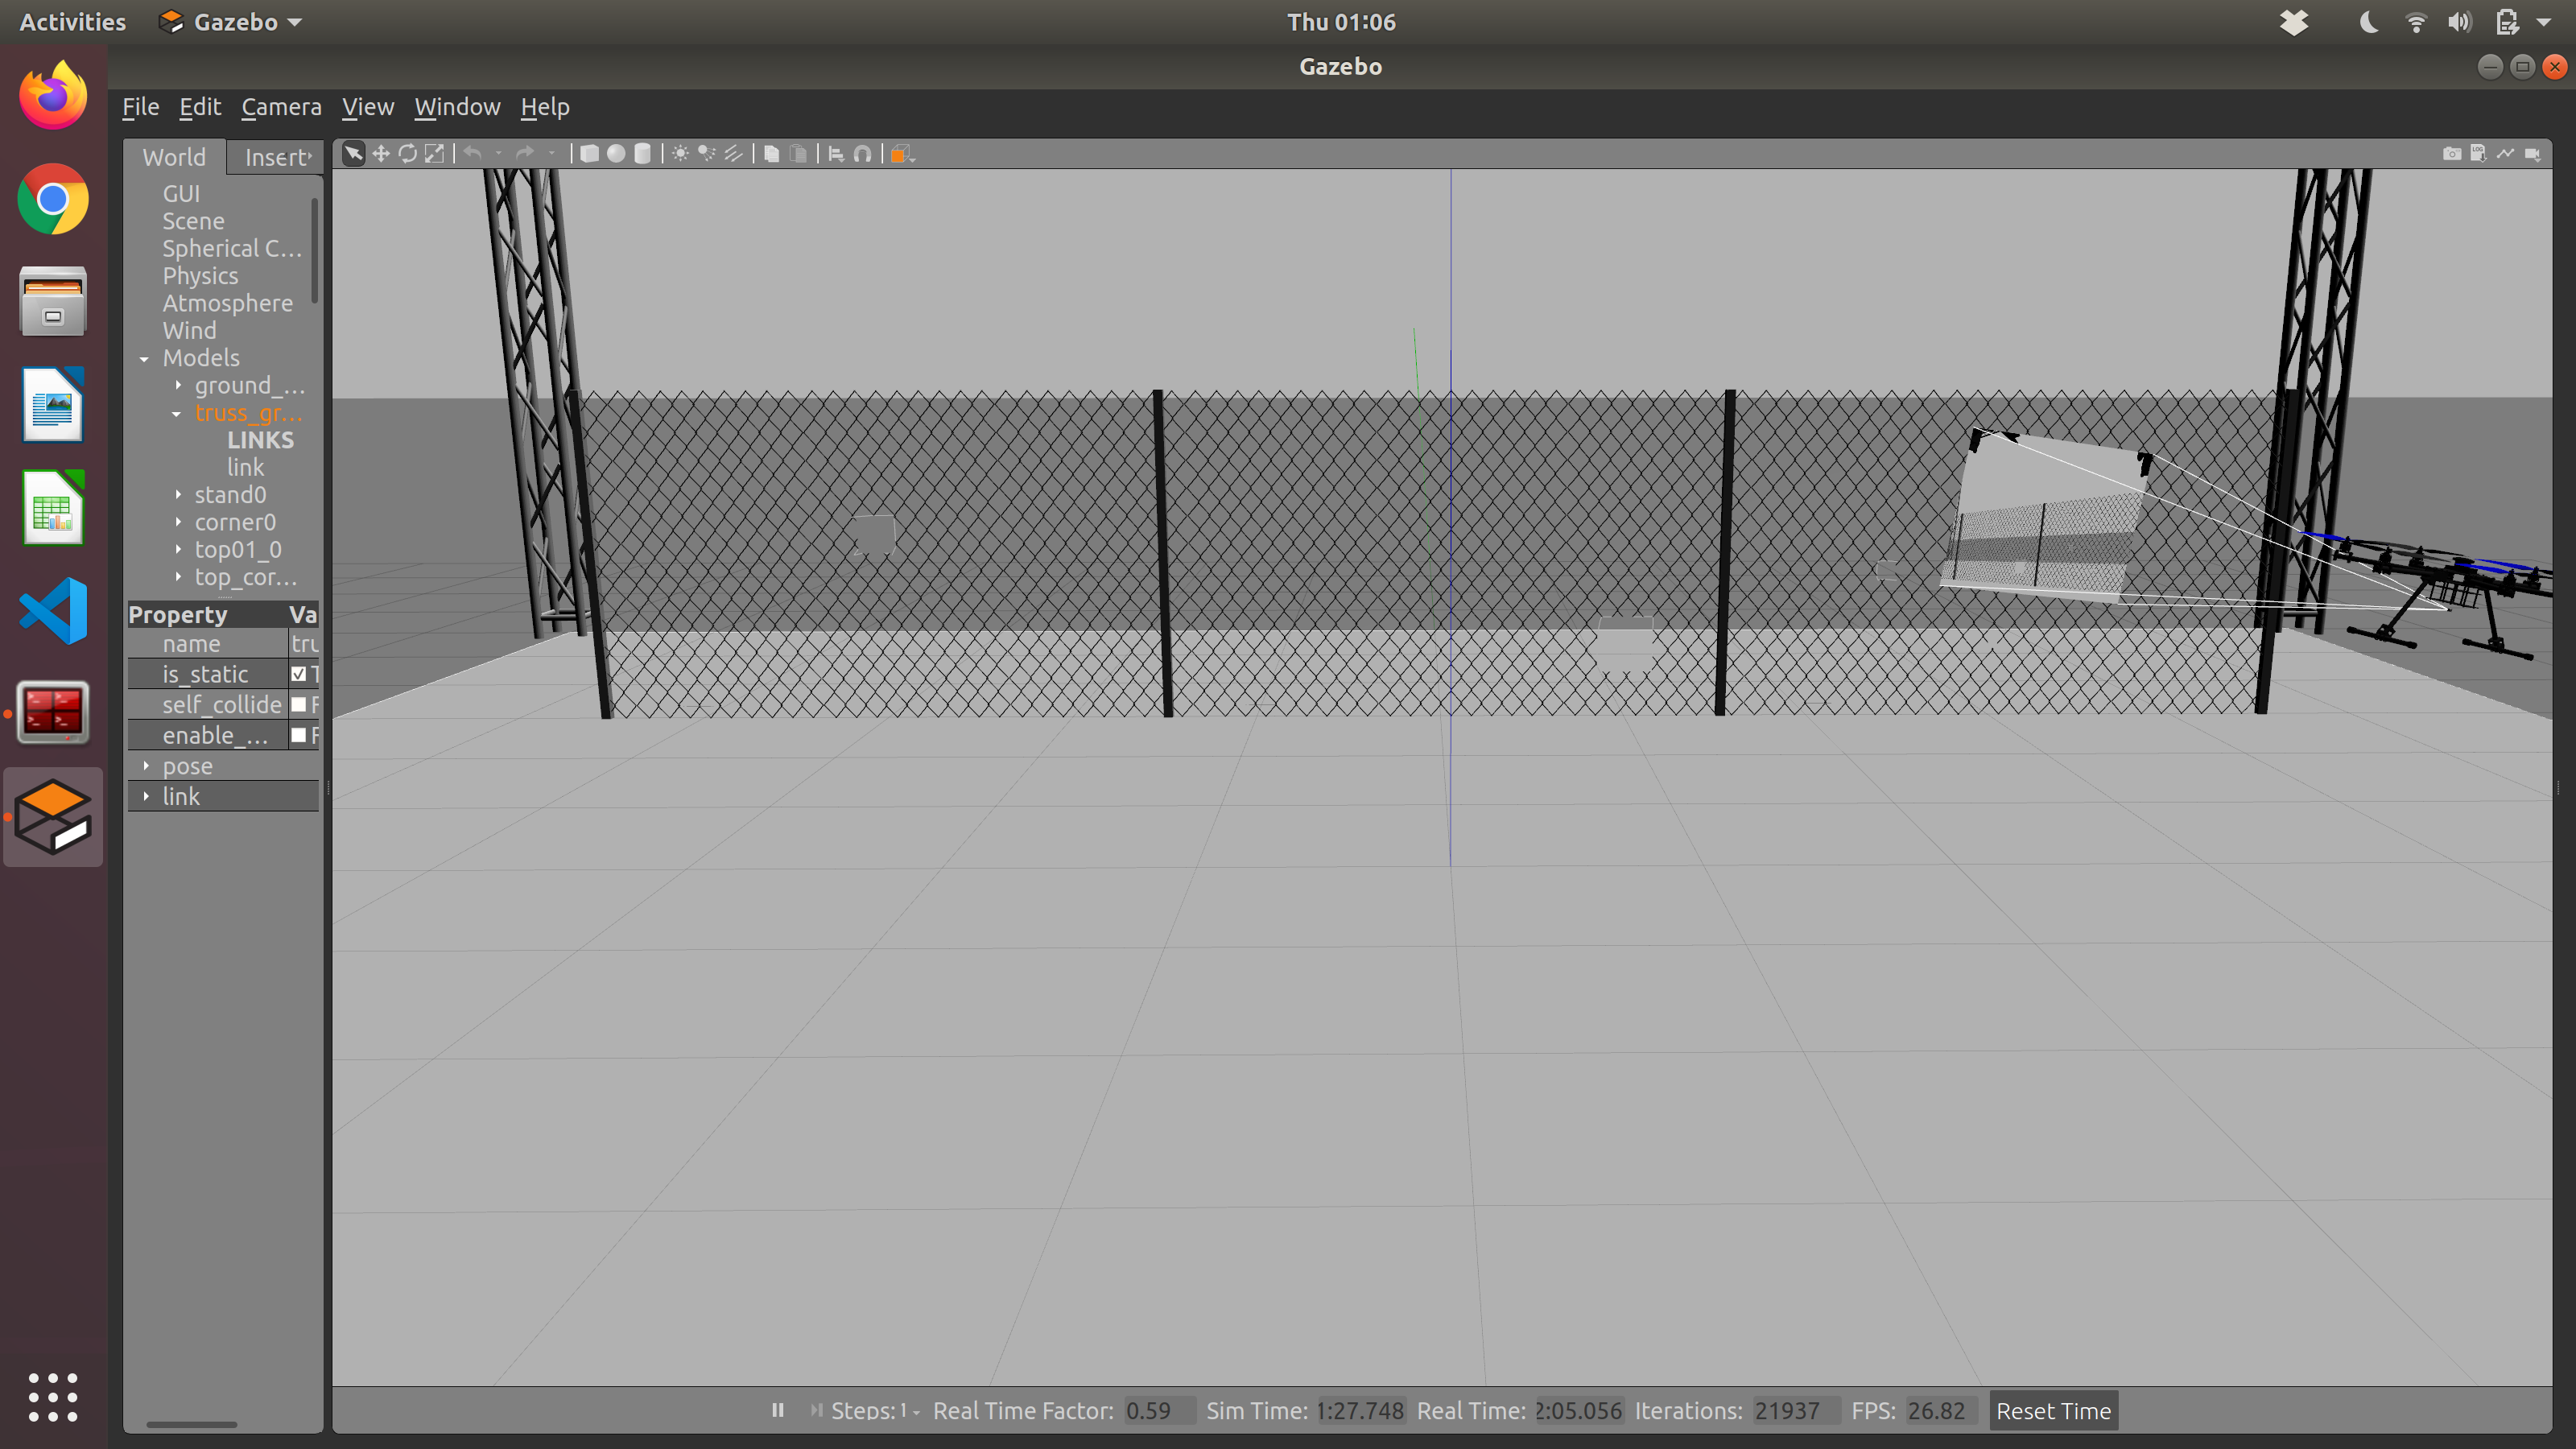 Activities Gazebo Thu 01:06
Gazebo
File Edit Camera View Window Help
World Insert
GUI
Scene
Spherical C...
Physics
Atmosphere
Wind
Models
ground_...
truss_gr...
LINKS
link
stand0
corner0
top01_0
top_cor...
Property Va
name tru
is_static T
self_collide F
enable_... F
pose
link
Steps: 1 Real Time Factor: 0.59 Sim Time: 1:27.748 Real Time: 2:05.056 Iterations: 21937 FPS: 26.82 Reset Time